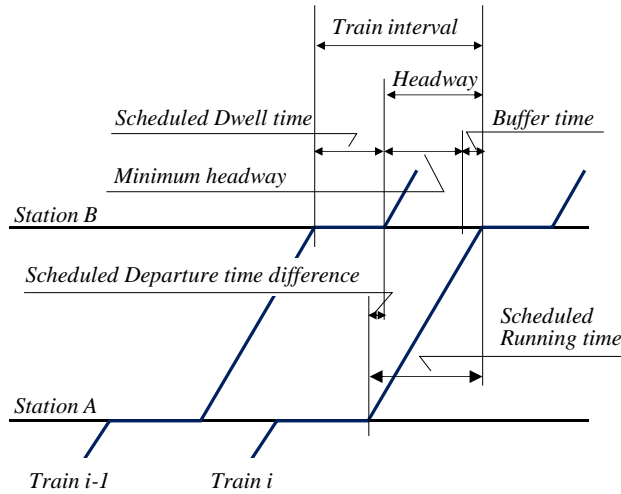 Train interval
Headway
Scheduled Dwell time
Buffer time
Minimum headway
Station B
Scheduled Departure time difference
Scheduled
Running time
Station A
Train i-1
Train i